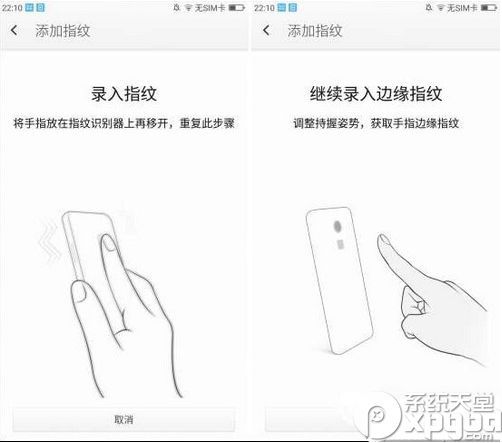 22:10
无SIM卡
添加指纹
录入指纹
将手指放在指纹识别器上再移开，重复此步骤
取消
22:10
无SIM卡
添加指纹
继续录入边缘指纹
调整持握姿势，获取手指边缘指纹
系统天堂